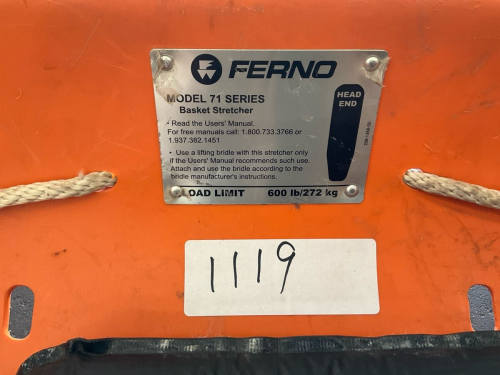 FERNO
MODEL 71 SERIES
Basket Stretcher
HEAD
END
• Read the Users' Manual.
For free manuals call: 1.800.733.3766 or
1.937.382.1451
• Use a lifting bridle with this stretcher only
if the Users' Manual recommends such use.
Attach and use the bridle according to the
bridle manufacturer's instructions.
LOAD LIMIT 600 lb/272 kg
1119